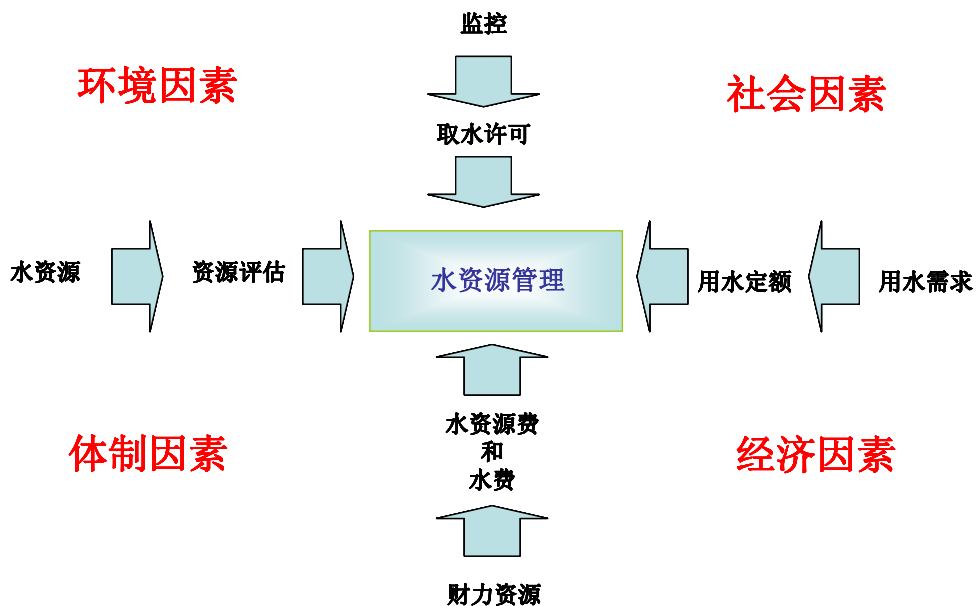 监控
环境因素
社会因素
取水许可
水资源
资源评估
水资源管理
用水定额
用水需求
体制因素
水资源费
和
水费
经济因素
财力资源